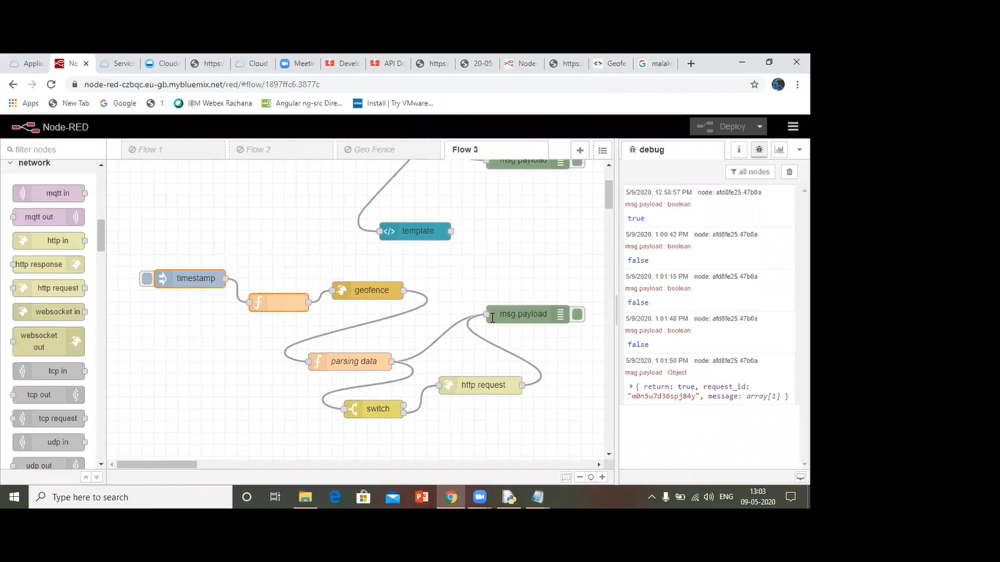 Applic
No
Service
Clouda
https:/
Cloud
Meetin
Develo
API Do
https:/
20-05-
Node-
https:
Geofe
malak
node-red-czbqc.eu-gb.mybluemix.net/red/#flow/1897ffc6.3877c
Apps
New Tab
Google
1
IBM Webex Rachana
Angular ng-src Dire...
Install | Try VMware...
Node-RED
Deploy
filter nodes
Flow 1
Flow 2
Geo Fence
Flow 3
debug
all nodes
network
mqtt in
mqtt out
http in
http response
http request
websocket in
websocket
out
tcp in
tcp out
tcp request
udp in
udp out
msg.payload
template
timestamp
geofence
msg.payload
parsing data
http request
switch
5/9/2020, 12:58:57 PM node: afd8fe25.47b0a
msg.payload : boolean
true
5/9/2020, 1:00:42 PM node: afd8fe25.47b0a
msg.payload : boolean
false
5/9/2020, 1:01:15 PM node: afd8fe25.47b0a
msg.payload : boolean
false
5/9/2020, 1:01:48 PM node: afd8fe25.47b0a
msg.payload : boolean
false
5/9/2020, 1:01:50 PM node: afd8fe25.47b0a
msg.payload : Object
{ return: true, request_id:
"m0n5w7d36spj84y", message: array[1] }
Type here to search
ENG
13:03
09-05-2020